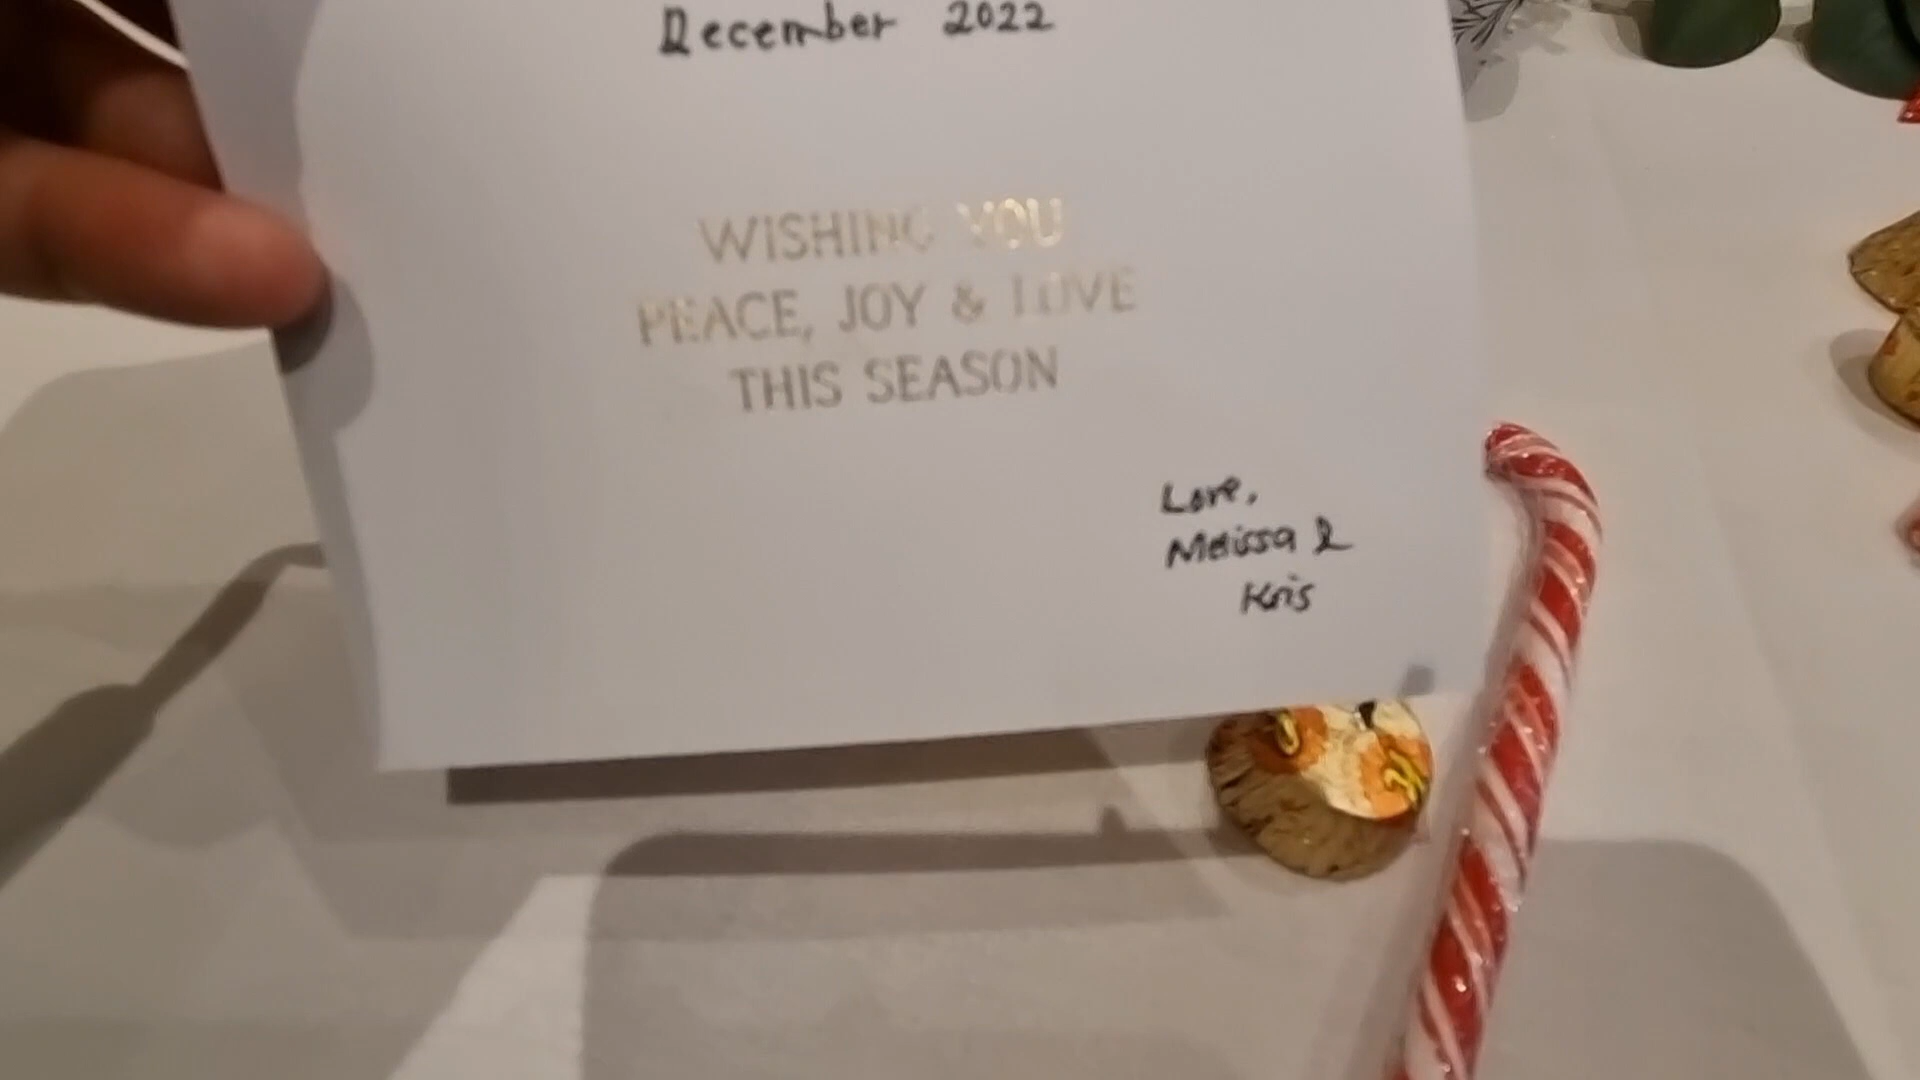 December 2022
WISHING YOU
PEACE, JOY & LOVE
THIS SEASON
Love,
Melissa &
Kris